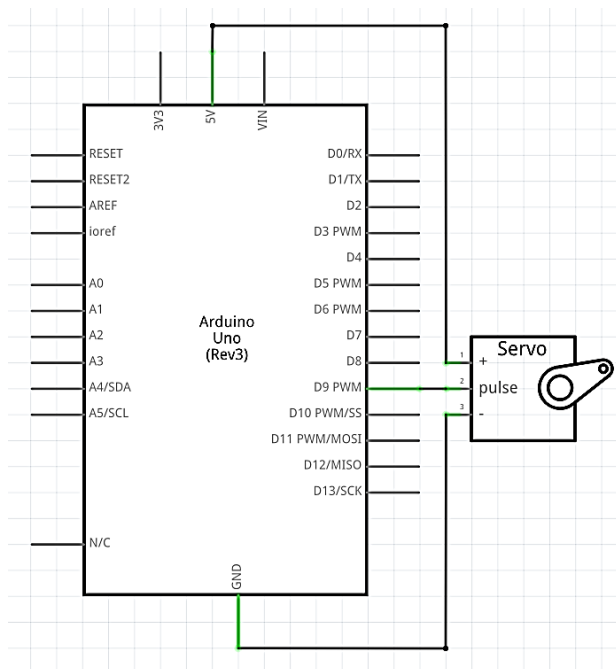 3V3
5V
VIN
RESET
D0/RX
RESET2
D1/TX
AREF
D2
ioref
D3 PWM
D4
A0
D5 PWM
A1
D6 PWM
A2
D7
A3
D8
A4/SDA
D9 PWM
A5/SCL
D10 PWM/SS
D11 PWM/MOSI
D12/MISO
D13/SCK
N/C
GND
Arduino
Uno
(Rev3)
Servo
1 +
2 pulse
3 -